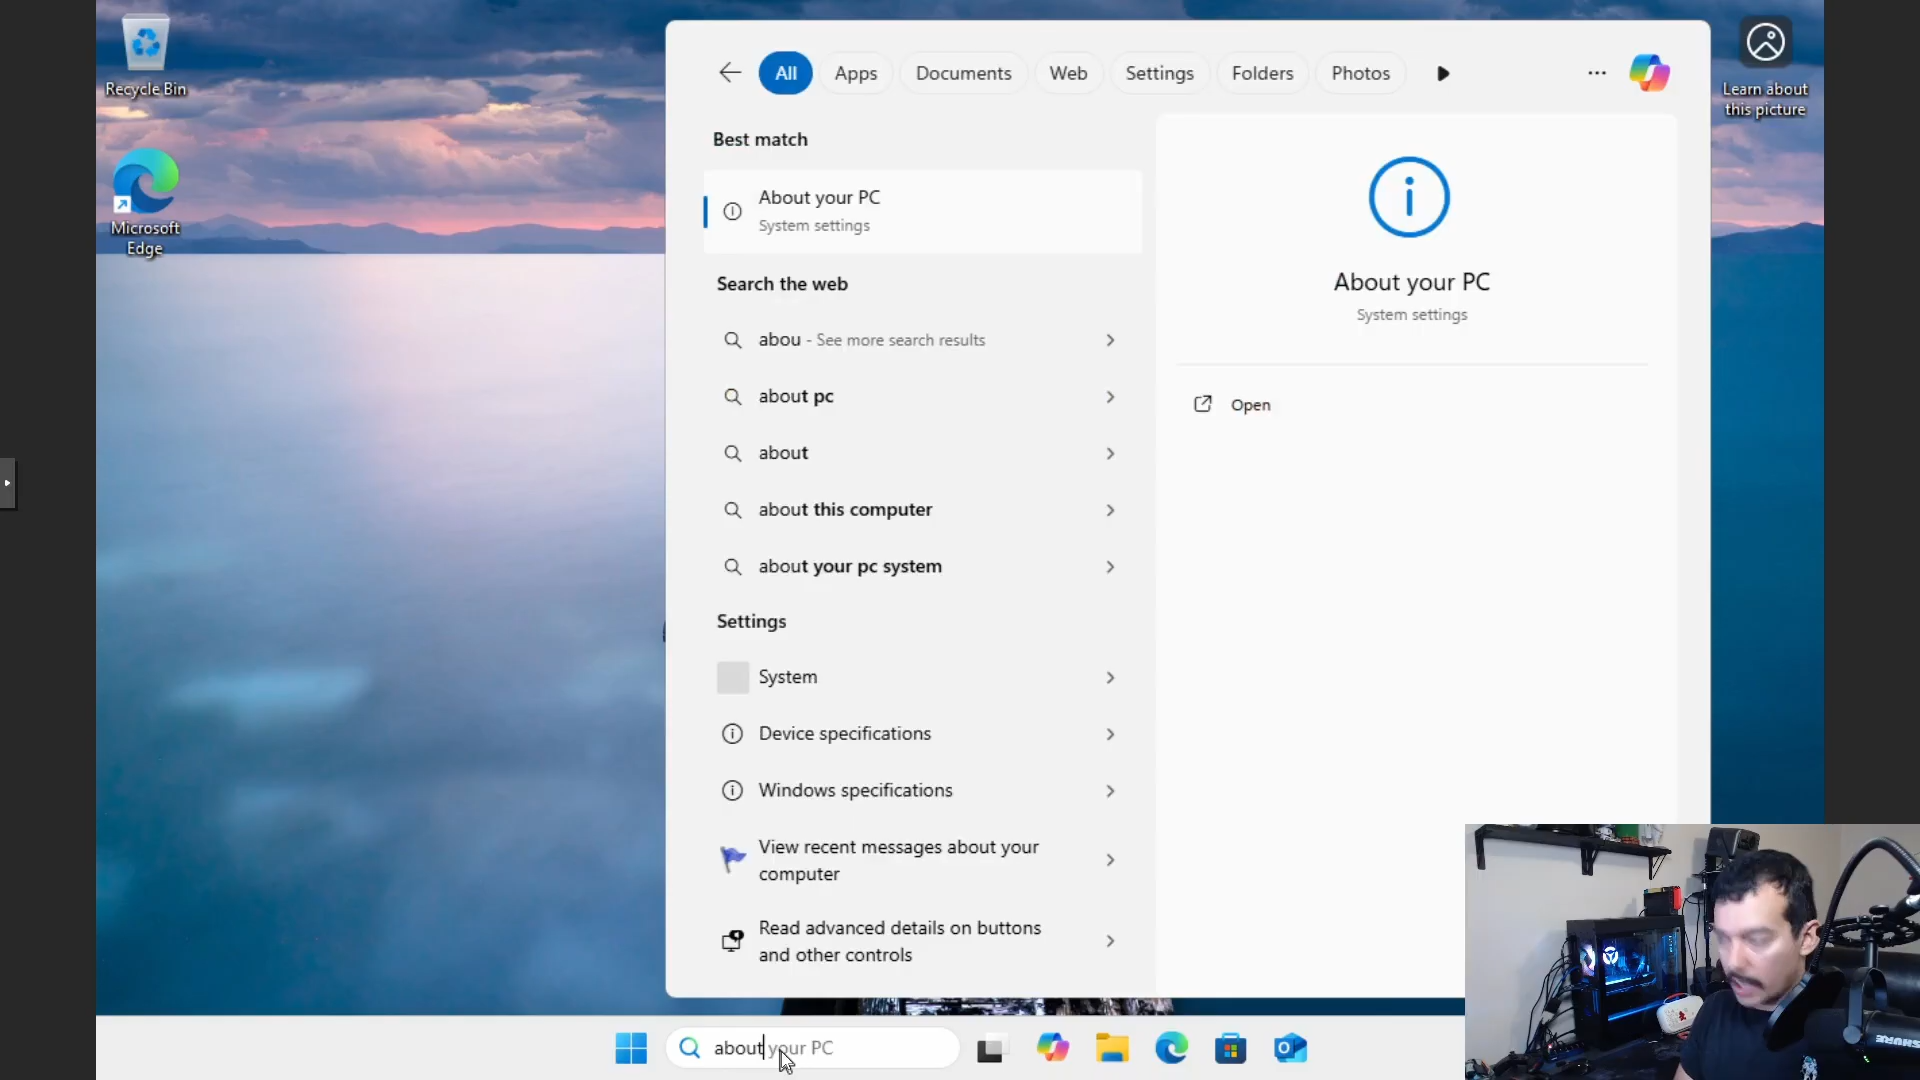 Recycle Bin
Microsoft
Edge
Learn about
this picture
All
Apps
Documents
Web
Settings
Folders
Photos
Best match
About your PC
System settings
Search the web
abou - See more search results
about pc
about
about this computer
about your pc system
Settings
System
Device specifications
Windows specifications
View recent messages about your
computer
Read advanced details on buttons
and other controls
About your PC
System settings
Open
about your PC
SHURE